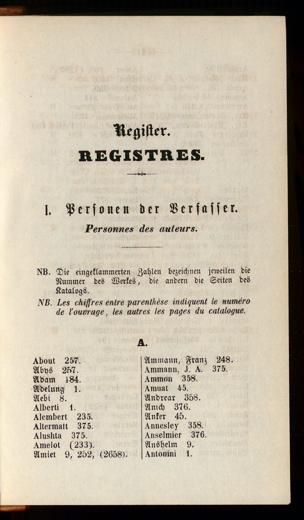 Register.
REGISTRES.
I. Personen der Verfasser.
Personnes des auteurs.
NB. Die eingeklammerten Zahlen bezeichnen jeweilen die
Nummer des Werkes, die andern die Seiten des
Katalogs.
NB. Les chiffres entre parenthèse indiquent le numéro
de l'ouvrage, les autres les pages du catalogue.
A.
About 257.
Abys 257.
Adam 184.
Adelung 1.
Aebi 8.
Alberti 1.
Alembert 235.
Altermatt 375.
Alushta 375.
Amelot (233).
Amiet 9, 252, (2658).
Ammann, Franz 248.
Ammann, J. A. 375.
Ammon 358.
Amuat 45.
Andreae 358.
Anich 376.
Anker 45.
Annesley 358.
Anselmier 376.
Anshelm 9.
Antonini 1.